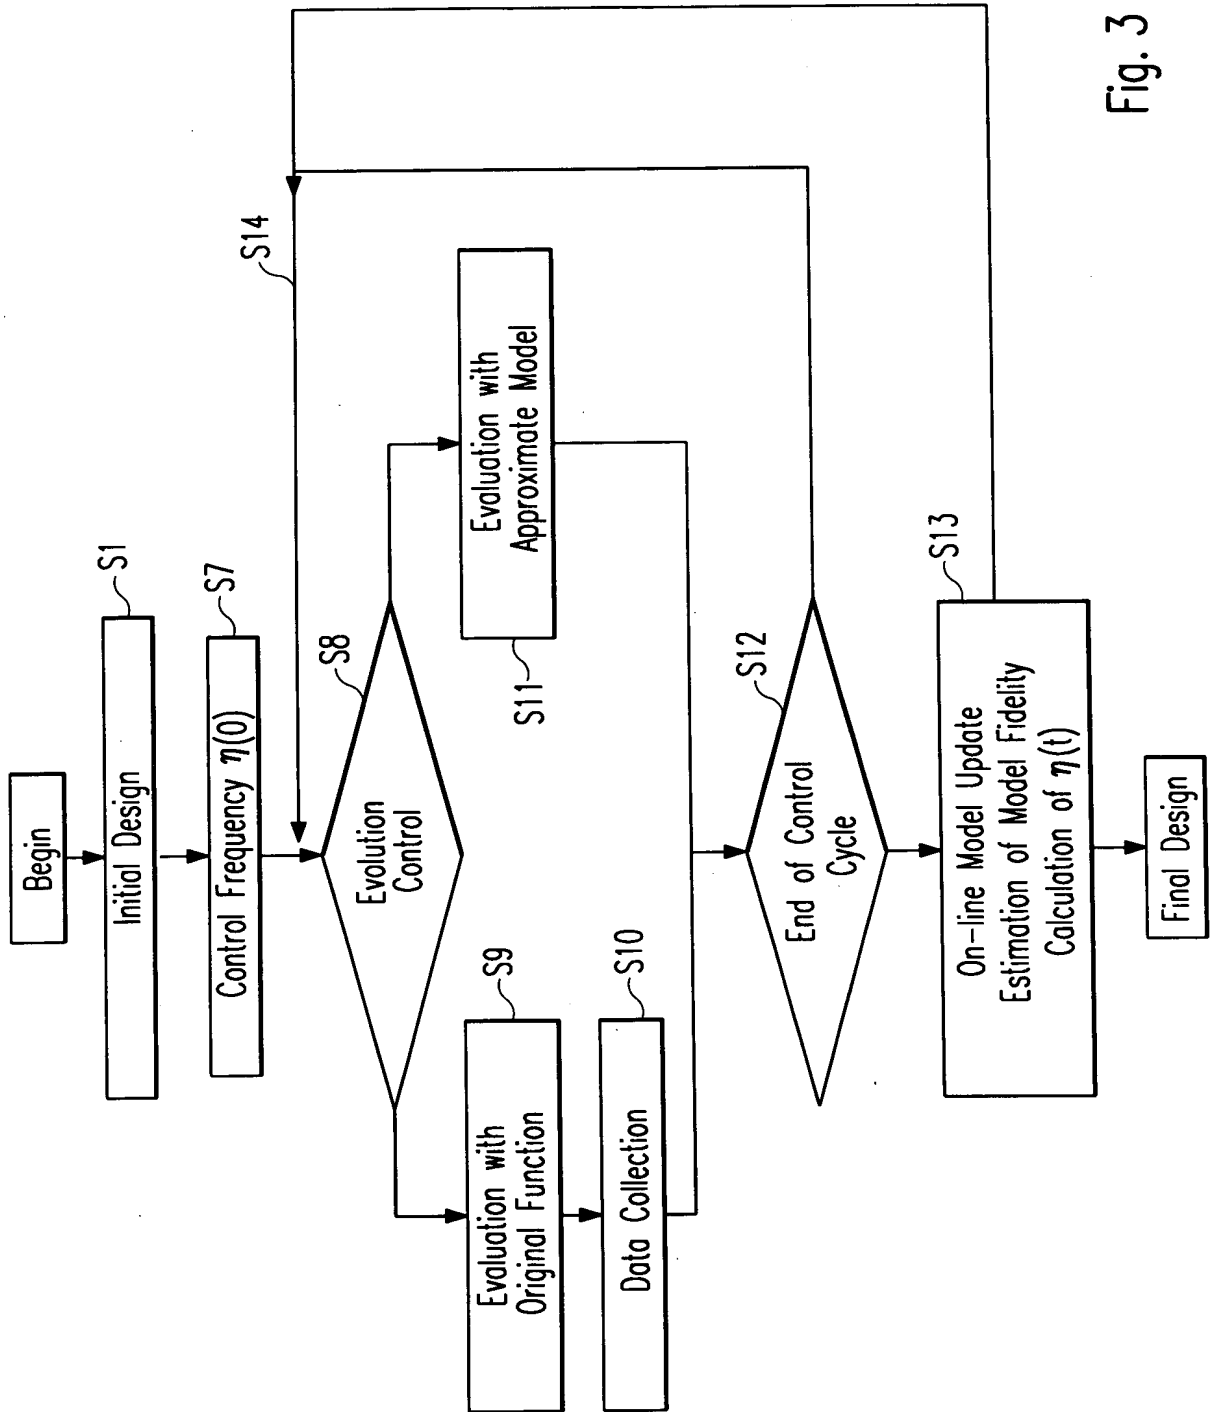 Begin
Initial Design
S1
Control Frequency η(0)
S7
S14
Evolution
Control
S8
Evaluation with
Original Function
S9
Data Collection
S10
Evaluation with
Approximate Model
S11
End of Control
Cycle
S12
On-line Model Update
Estimation of Model Fidelity
Calculation of η(t)
S13
Final Design
Fig. 3